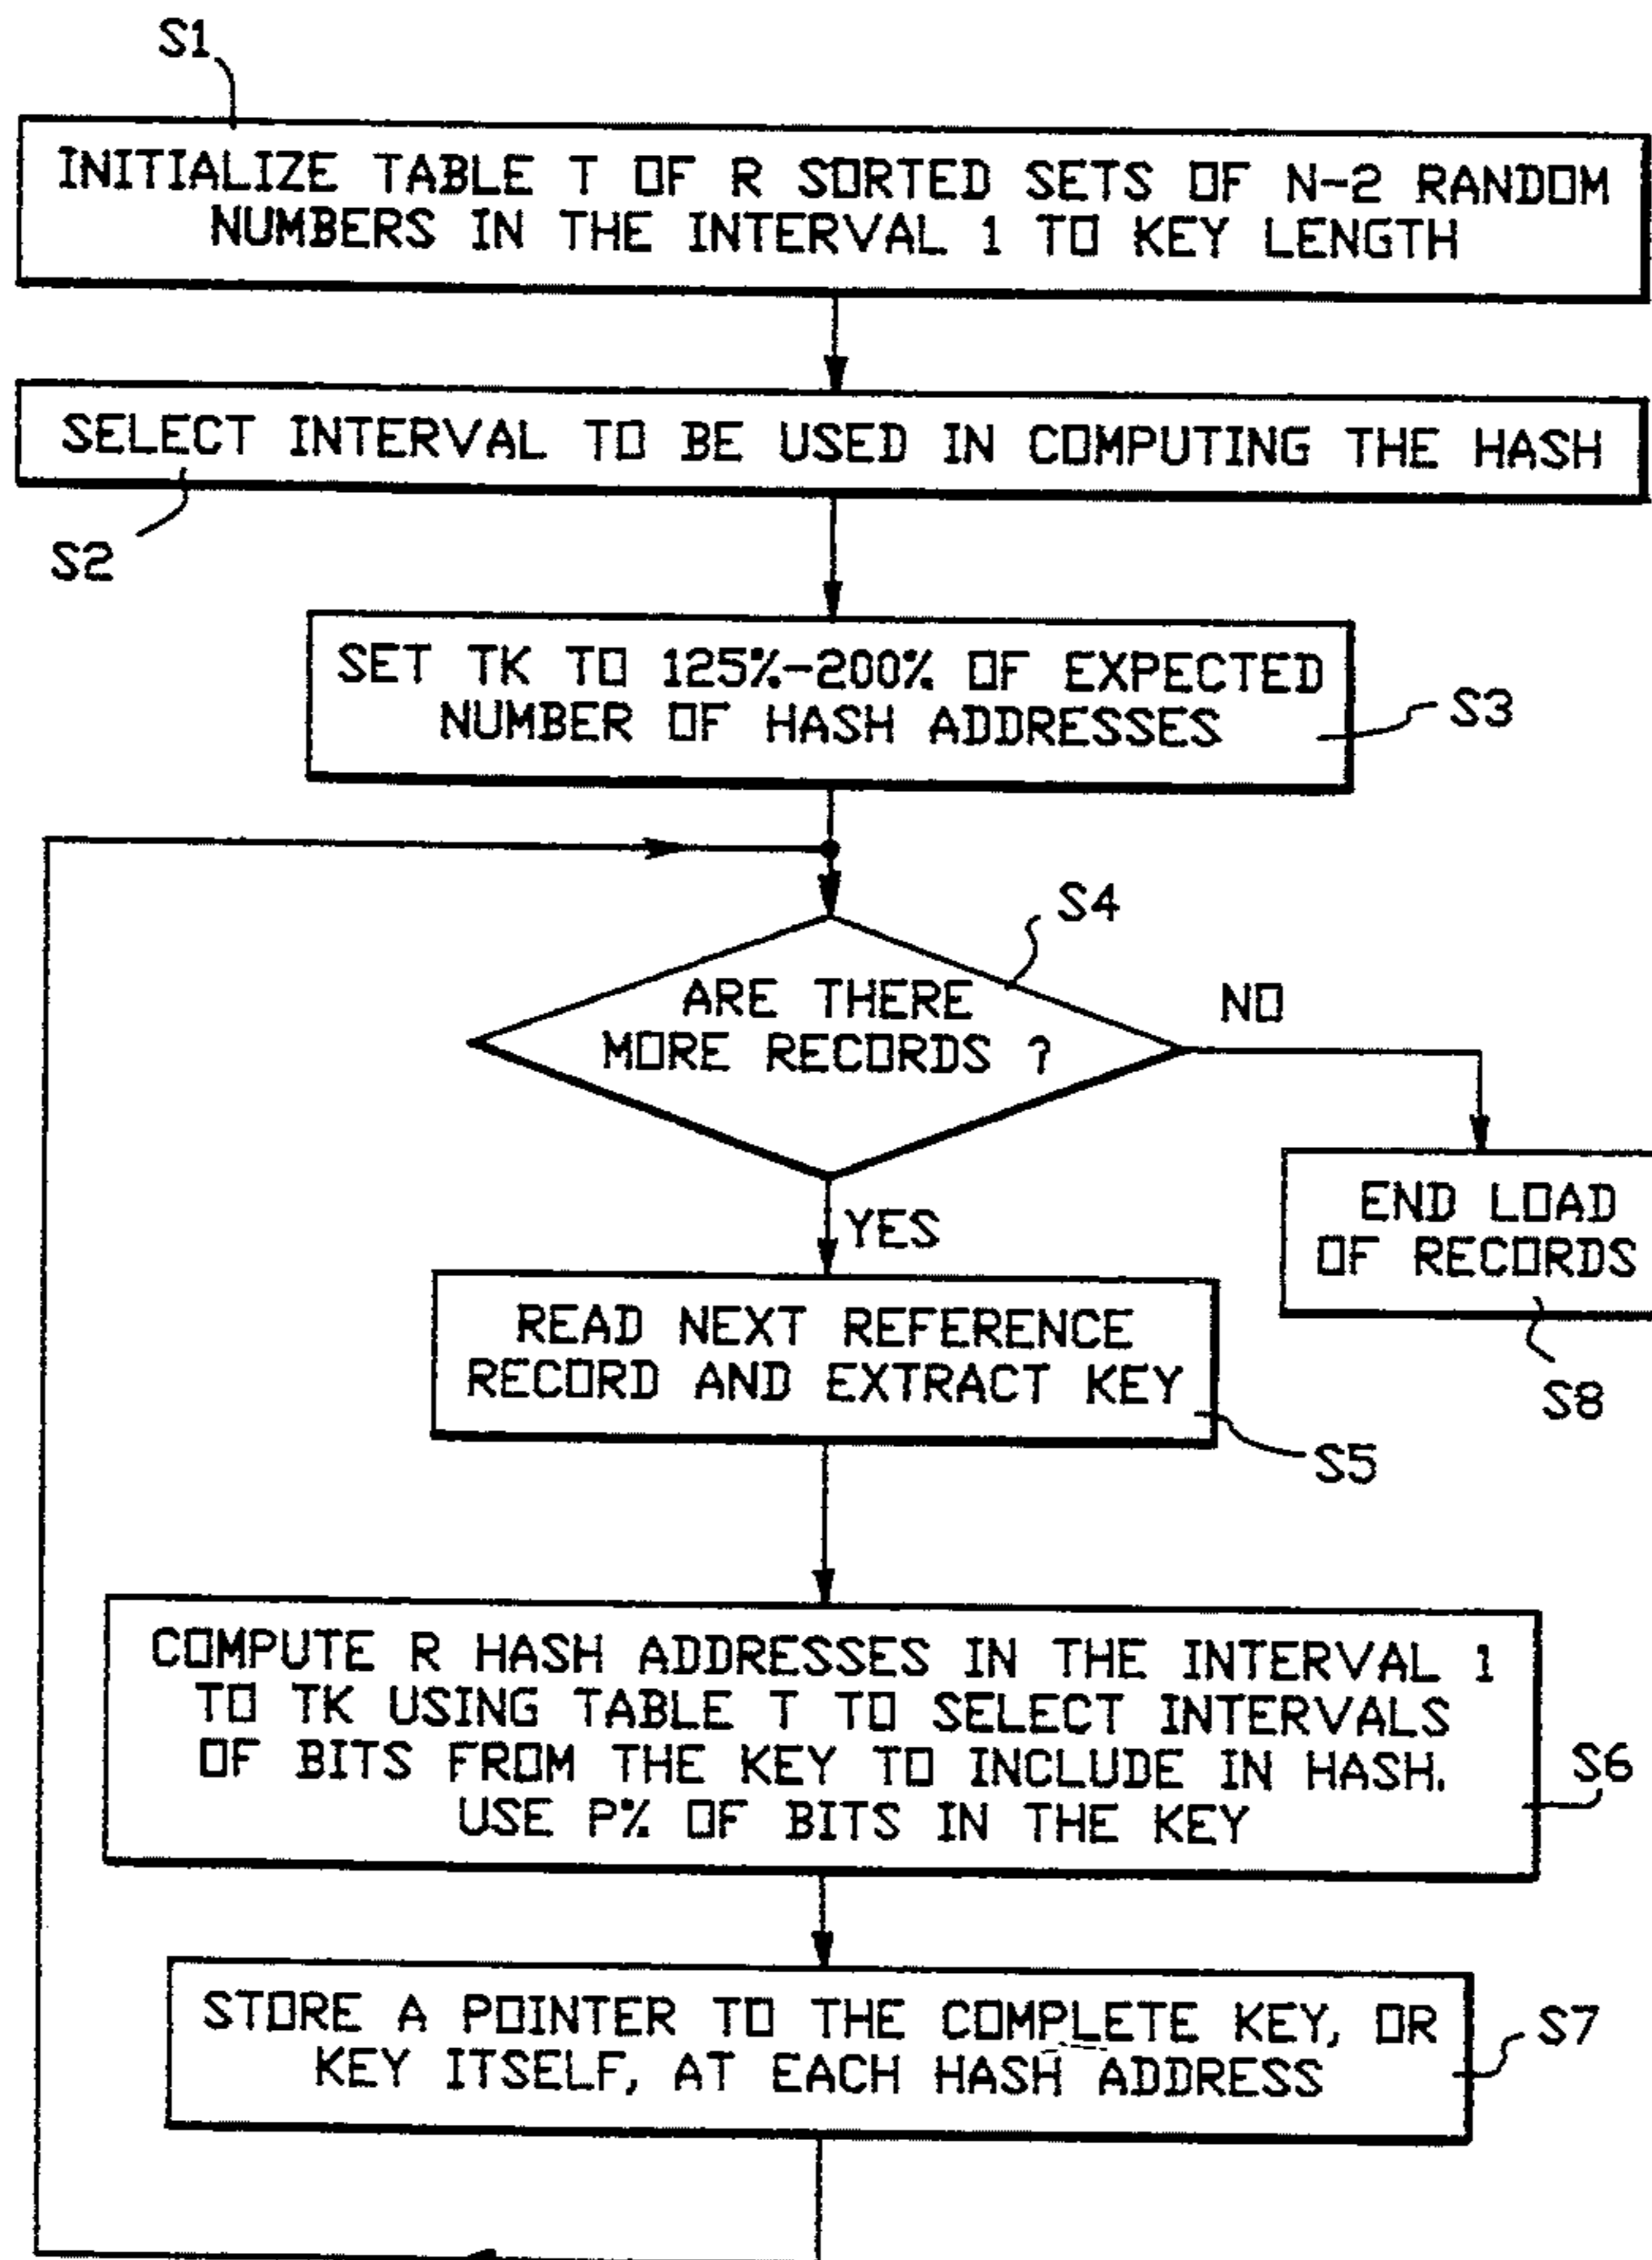 S1
INITIALIZE TABLE T OF R SORTED SETS OF N-2 RANDOM
NUMBERS IN THE INTERVAL 1 TO KEY LENGTH
SELECT INTERVAL TO BE USED IN COMPUTING THE HASH
S2
SET TK TO 125%-200% OF EXPECTED
NUMBER OF HASH ADDRESSES
S3
S4
ARE THERE
MORE RECORDS ?
NO
YES
END LOAD
OF RECORDS
S8
READ NEXT REFERENCE
RECORD AND EXTRACT KEY
S5
COMPUTE R HASH ADDRESSES IN THE INTERVAL 1
TO TK USING TABLE T TO SELECT INTERVALS
OF BITS FROM THE KEY TO INCLUDE IN HASH.
USE P% OF BITS IN THE KEY
S6
STORE A POINTER TO THE COMPLETE KEY, OR
KEY ITSELF, AT EACH HASH ADDRESS
S7